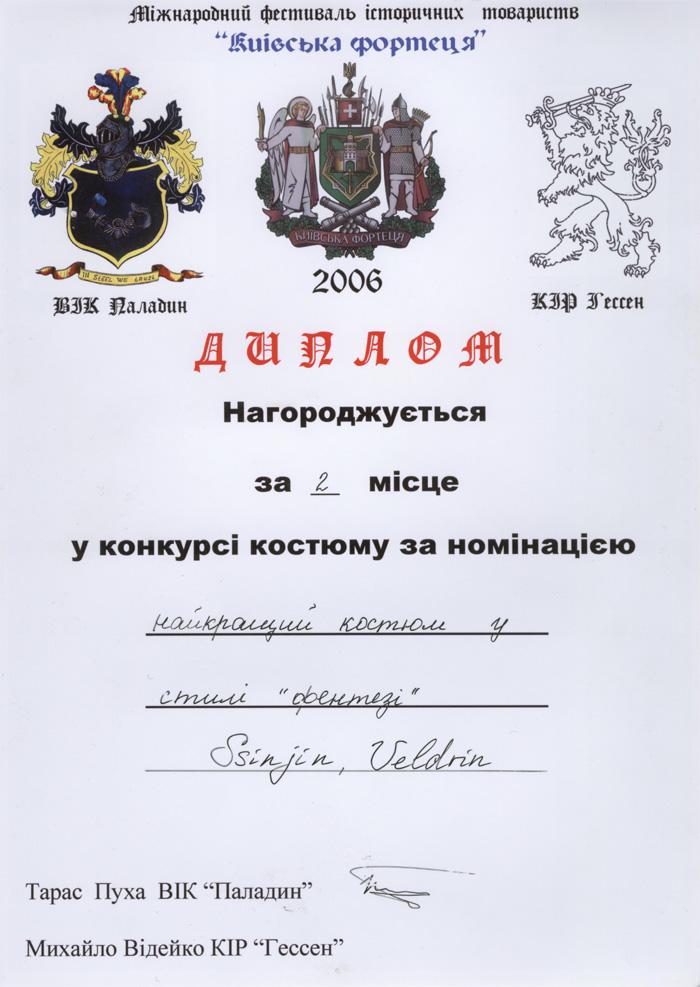 Міжнародний фестиваль історичних товариств
“Київська фортеця”
КИЇВСЬКА ФОРТЕЦЯ
IN STEEL WE
2006
ВІК Паладин
КІР Гессен
ДИПЛОМ
Нагороджується
за 2 місце
у конкурсі костюму за номінацією
найкращий костюм у
стилі "фентезі"
Ssinjin, Veldrin
Тарас Пуха ВІК “Паладин”
Михайло Відейко КІР “Гессен”